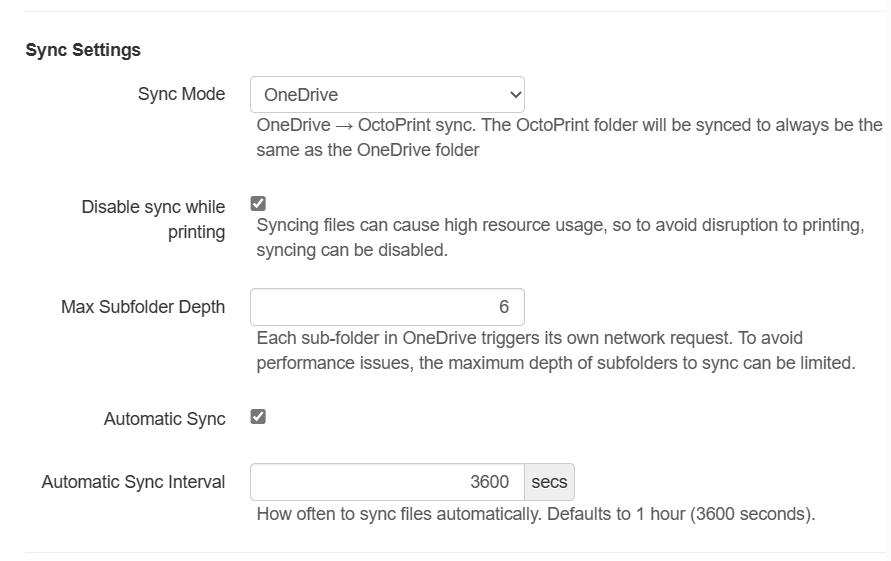 Sync Settings
Sync Mode
OneDrive
OneDrive → OctoPrint sync. The OctoPrint folder will be synced to always be the
same as the OneDrive folder
Disable sync while
printing
Syncing files can cause high resource usage, so to avoid disruption to printing,
syncing can be disabled.
Max Subfolder Depth
6
Each sub-folder in OneDrive triggers its own network request. To avoid
performance issues, the maximum depth of subfolders to sync can be limited.
Automatic Sync
Automatic Sync Interval
3600 secs
How often to sync files automatically. Defaults to 1 hour (3600 seconds).